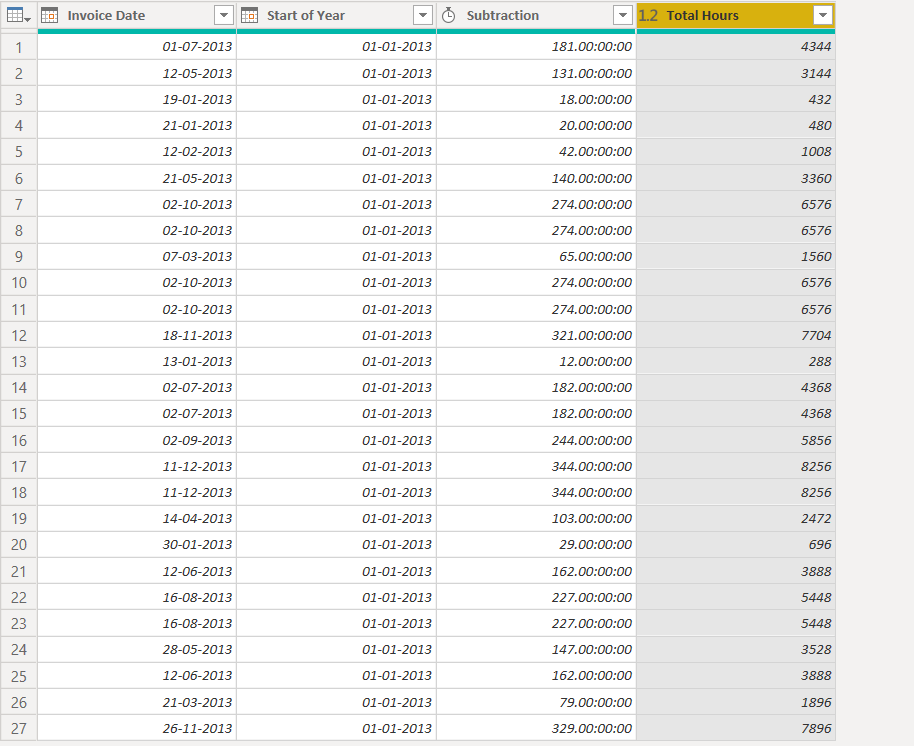 Invoice Date Start of Year Subtraction 1.2 Total Hours
1 01-07-2013 01-01-2013 181.00:00:00 4344
2 12-05-2013 01-01-2013 131.00:00:00 3144
3 19-01-2013 01-01-2013 18.00:00:00 432
4 21-01-2013 01-01-2013 20.00:00:00 480
5 12-02-2013 01-01-2013 42.00:00:00 1008
6 21-05-2013 01-01-2013 140.00:00:00 3360
7 02-10-2013 01-01-2013 274.00:00:00 6576
8 02-10-2013 01-01-2013 274.00:00:00 6576
9 07-03-2013 01-01-2013 65.00:00:00 1560
10 02-10-2013 01-01-2013 274.00:00:00 6576
11 02-10-2013 01-01-2013 274.00:00:00 6576
12 18-11-2013 01-01-2013 321.00:00:00 7704
13 13-01-2013 01-01-2013 12.00:00:00 288
14 02-07-2013 01-01-2013 182.00:00:00 4368
15 02-07-2013 01-01-2013 182.00:00:00 4368
16 02-09-2013 01-01-2013 244.00:00:00 5856
17 11-12-2013 01-01-2013 344.00:00:00 8256
18 11-12-2013 01-01-2013 344.00:00:00 8256
19 14-04-2013 01-01-2013 103.00:00:00 2472
20 30-01-2013 01-01-2013 29.00:00:00 696
21 12-06-2013 01-01-2013 162.00:00:00 3888
22 16-08-2013 01-01-2013 227.00:00:00 5448
23 16-08-2013 01-01-2013 227.00:00:00 5448
24 28-05-2013 01-01-2013 147.00:00:00 3528
25 12-06-2013 01-01-2013 162.00:00:00 3888
26 21-03-2013 01-01-2013 79.00:00:00 1896
27 26-11-2013 01-01-2013 329.00:00:00 7896